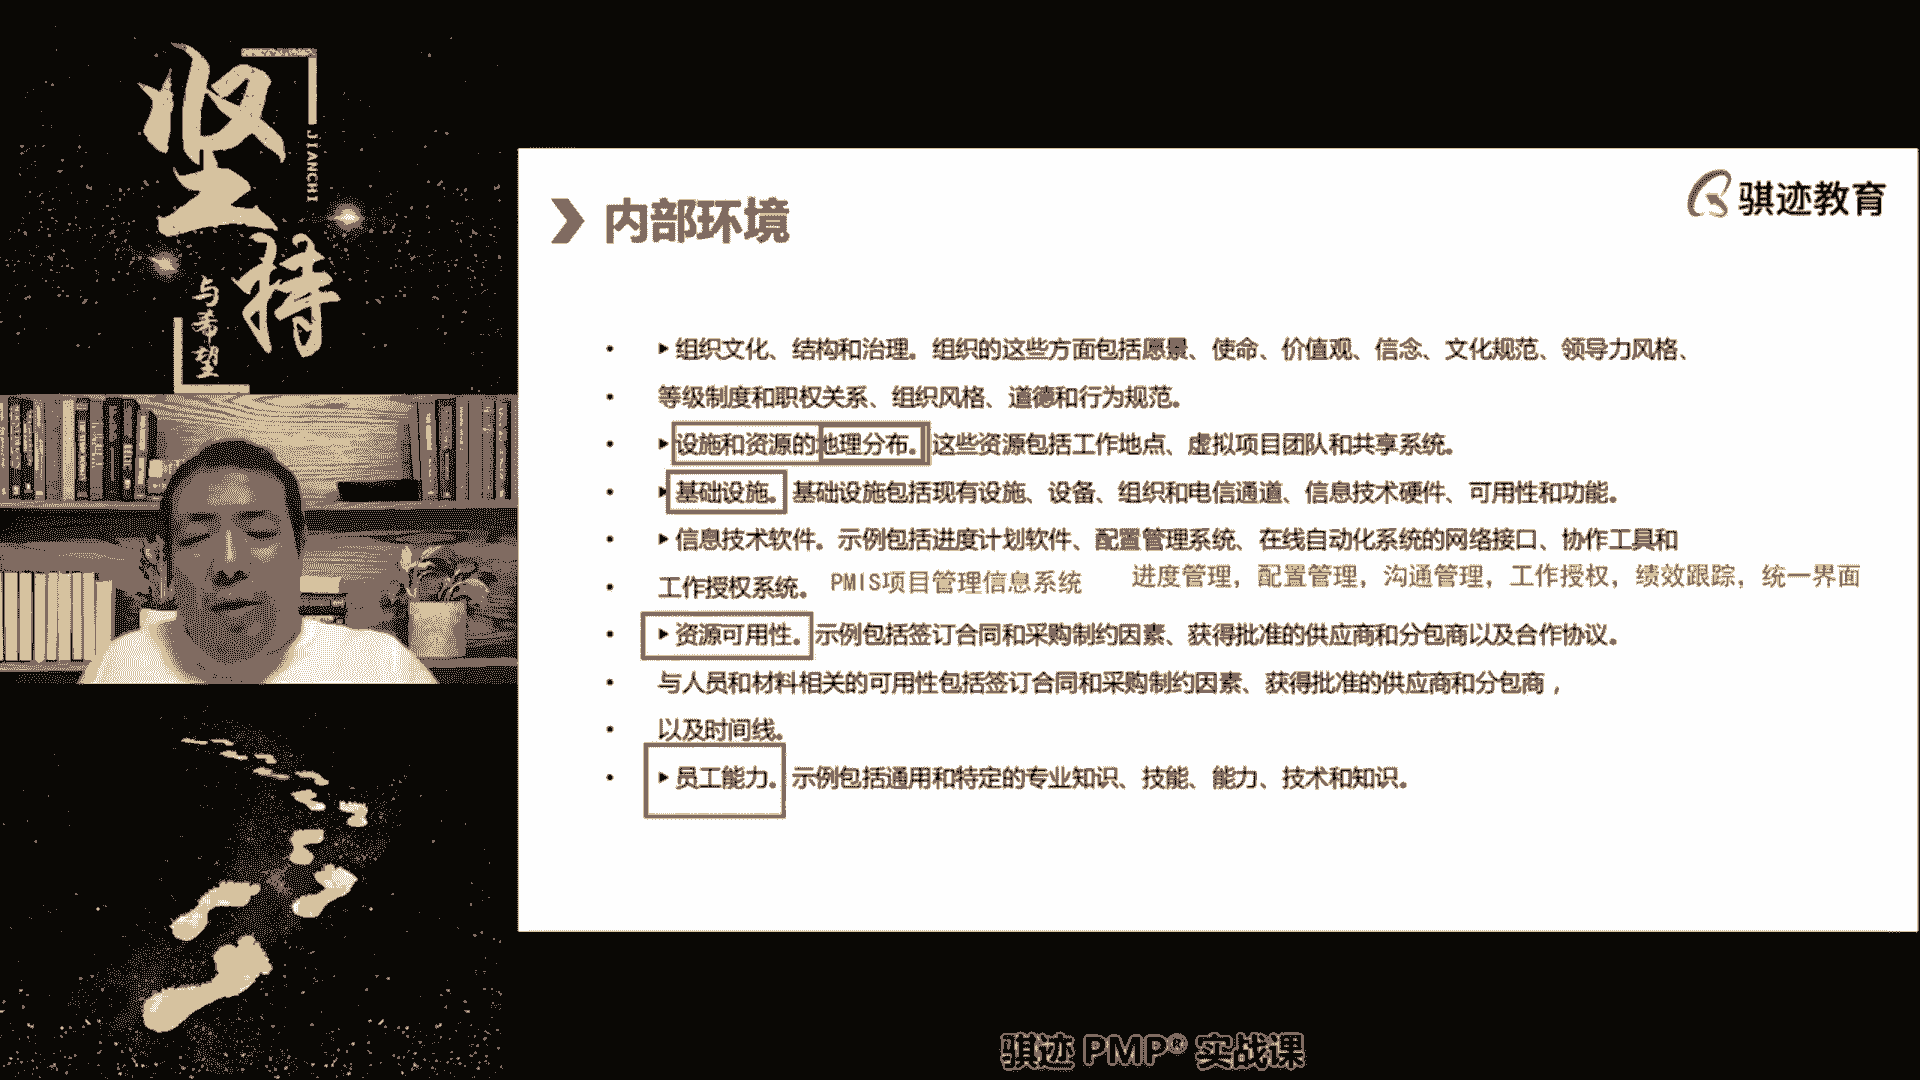 坚持
JIANCHI
与希望
内部环境
骐迹教育
▸组织文化、结构和治理。组织的这些方面包括愿景、使命、价值观、信念、文化规范、领导力风格、
等级制度和职权关系、组织风格、道德和行为规范。
▸设施和资源的地理分布。这些资源包括工作地点、虚拟项目团队和共享系统。
▸基础设施。基础设施包括现有设施、设备、组织和电信通道、信息技术硬件、可用性和功能。
▸信息技术软件。示例包括进度计划软件、配置管理系统、在线自动化系统的网络接口、协作工具和
工作授权系统。 PMIS项目管理信息系统 进度管理，配置管理，沟通管理，工作授权，绩效跟踪，统一界面
▸资源可用性。示例包括签订合同和采购制约因素、获得批准的供应商和分包商以及合作协议。
与人员和材料相关的可用性包括签订合同和采购制约因素、获得批准的供应商和分包商，
以及时间线。
▸员工能力。示例包括通用和特定的专业知识、技能、能力、技术和知识。
骐迹 PMP® 实战课